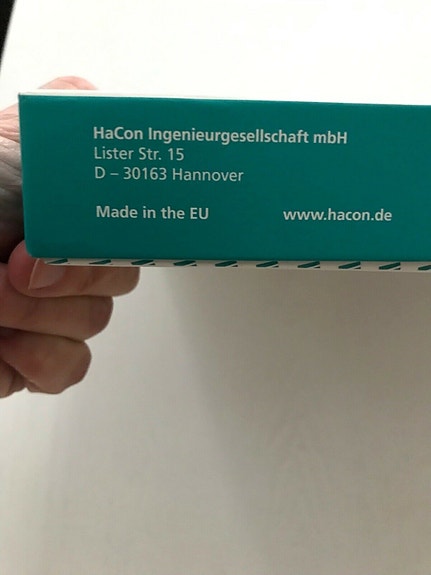 HaCon Ingenieurgesellschaft mbH
Lister Str. 15
D – 30163 Hannover
Made in the EU www.hacon.de